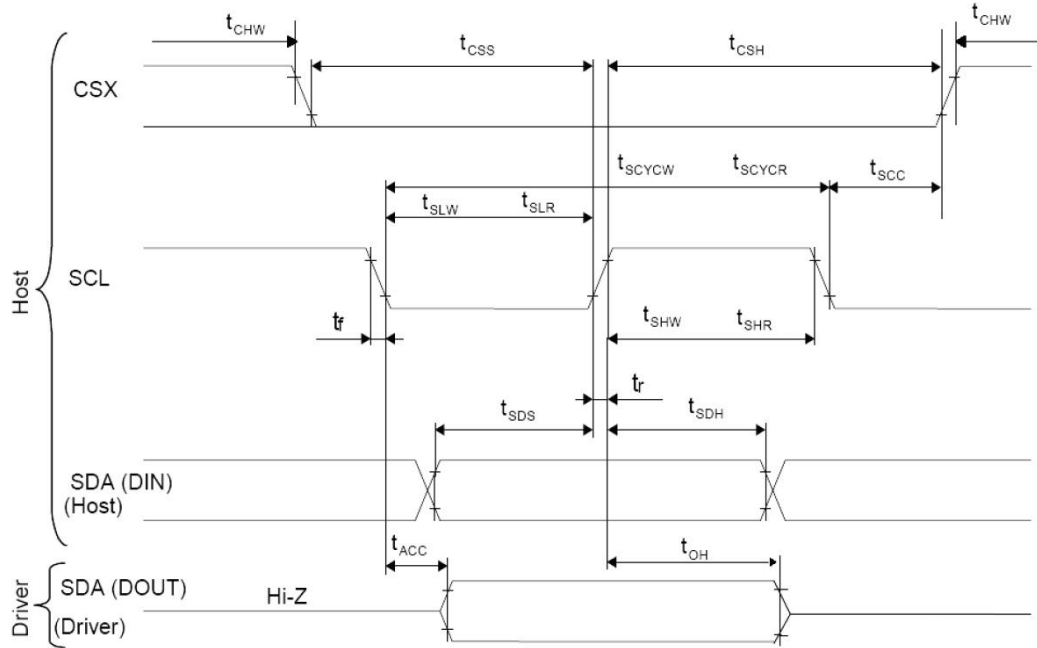 tCHW
tCHW
tCSS
tCSH
CSX
tSCYCW
tSCYCR
tSCC
tSLW
tSLR
SCL
Host
tf
tSHW
tSHR
tr
tSDS
tSDH
SDA (DIN)
(Host)
tACC
tOH
SDA (DOUT)
Hi-Z
(Driver)
Driver